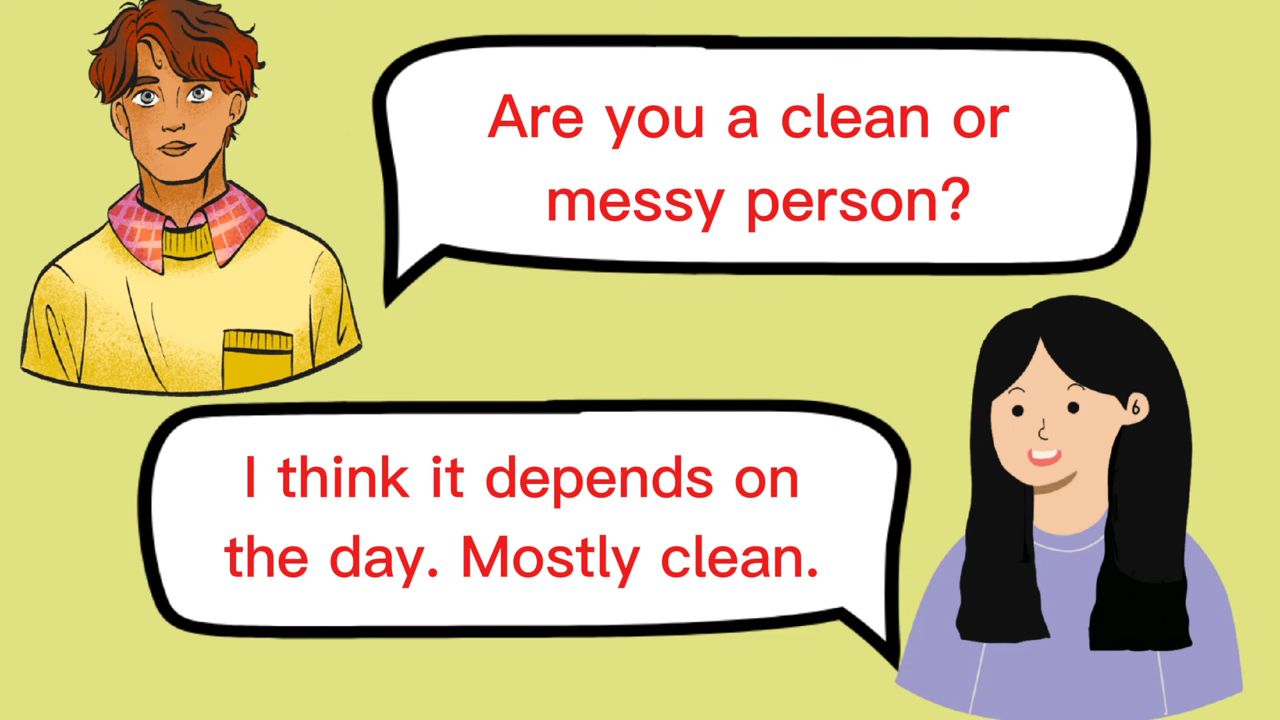 Are you a clean or
messy person?
I think it depends on
the day. Mostly clean.